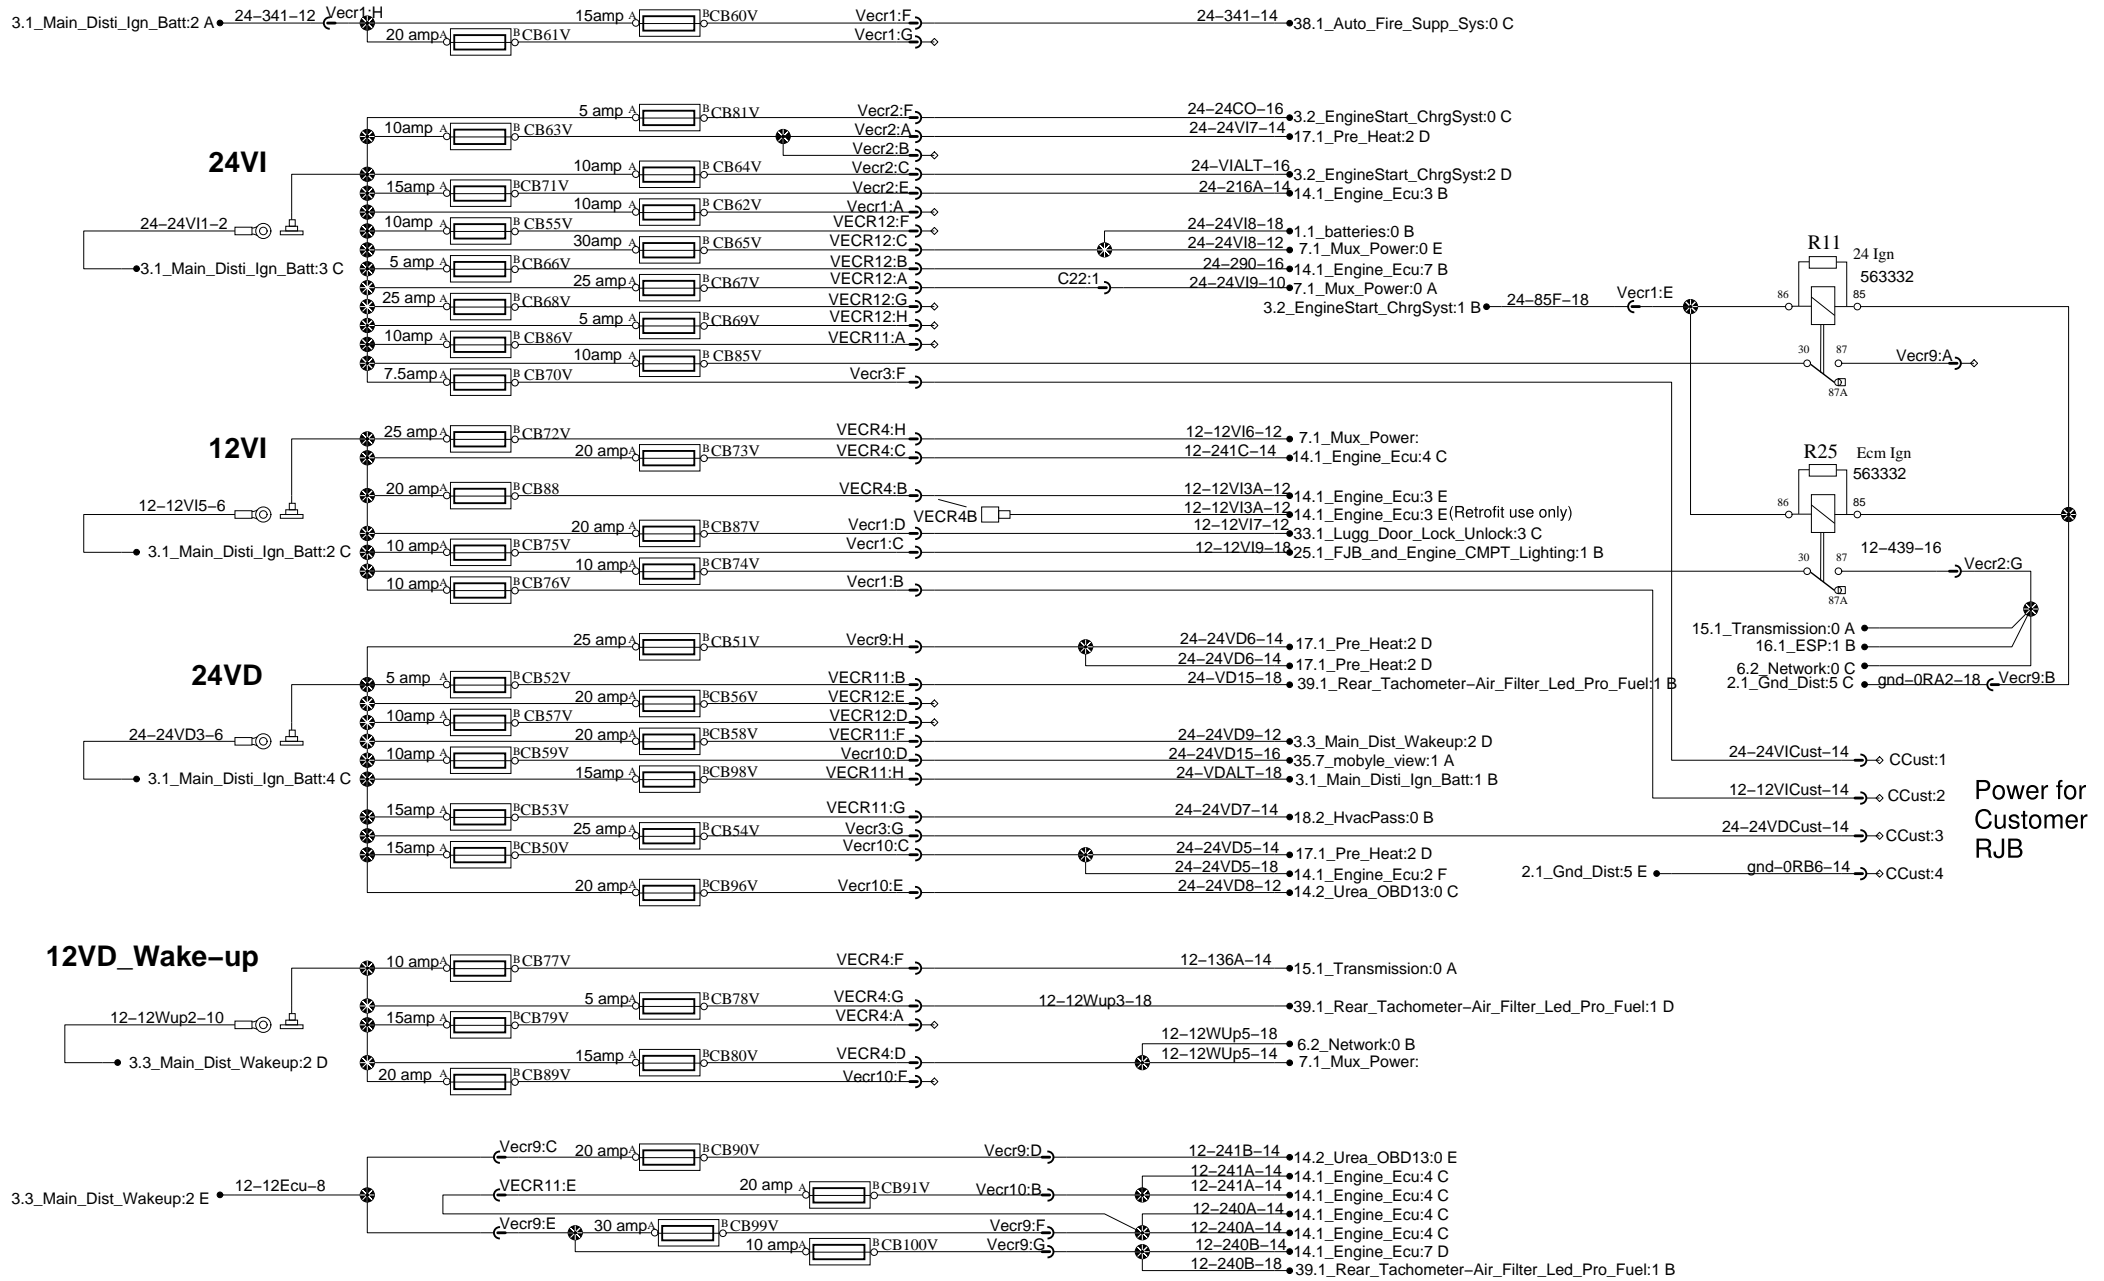 3.1_Main_Disti_Ign_Batt:2 A 24-341-12 Vecr1:H 15amp A B CB60V Vecr1:F 24-341-14 38.1_Auto_Fire_Supp_Sys:0 C
20 amp A B CB61V Vecr1:G
5 amp A B CB81V Vecr2:F 24-24CO-16 3.2_EngineStart_ChrgSyst:0 C
10amp A B CB63V Vecr2:A 24-24VI7-14 17.1_Pre_Heat:2 D
Vecr2:B
24VI
10amp A B CB64V Vecr2:C 24-VIALT-16 3.2_EngineStart_ChrgSyst:2 D
15amp A B CB71V Vecr2:E 24-216A-14 14.1_Engine_Ecu:3 B
10amp A B CB62V Vecr1:A
24-24VI1-2 10amp A B CB55V VECR12:F 24-24VI8-18 1.1_batteries:0 B
30amp A B CB65V VECR12:C 24-24VI8-12 7.1_Mux_Power:0 E
R11 24 Ign
563332
3.1_Main_Disti_Ign_Batt:3 C 5 amp A B CB66V VECR12:B 24-290-16 14.1_Engine_Ecu:7 B
25 amp A B CB67V VECR12:A C22:1 24-24VI9-10 7.1_Mux_Power:0 A
25 amp A B CB68V VECR12:G 3.2_EngineStart_ChrgSyst:1 B 24-85F-18 Vecr1:E 86 85
5 amp A B CB69V VECR12:H
10amp A B CB86V VECR11:A
10amp A B CB85V 30 87 Vecr9:A
7.5amp A B CB70V Vecr3:F 87A
12VI
25 amp A B CB72V VECR4:H 12-12VI6-12 7.1_Mux_Power:
20 amp A B CB73V VECR4:C 12-241C-14 14.1_Engine_Ecu:4 C
R25 Ecm Ign
563332
20 amp A B CB88 VECR4:B 12-12VI3A-12 14.1_Engine_Ecu:3 E
12-12VI5-6 VECR4B 12-12VI3A-12 14.1_Engine_Ecu:3 E (Retrofit use only) 86 85
20 amp A B CB87V Vecr1:D 12-12VI7-12 33.1_Lugg_Door_Lock_Unlock:3 C
3.1_Main_Disti_Ign_Batt:2 C 10 amp A B CB75V Vecr1:C 12-12VI9-18 25.1_FJB_and_Engine_CMPT_Lighting:1 B
10 amp A B CB74V 30 87 12-439-16 Vecr2:G
10 amp A B CB76V Vecr1:B 87A
15.1_Transmission:0 A
16.1_ESP:1 B
6.2_Network:0 C
2.1_Gnd_Dist:5 C gnd-0RA2-18 Vecr9:B
25 amp A B CB51V Vecr9:H 24-24VD6-14 17.1_Pre_Heat:2 D
24-24VD6-14 17.1_Pre_Heat:2 D
24VD
5 amp A B CB52V VECR11:B 24-VD15-18 39.1_Rear_Tachometer-Air_Filter_Led_Pro_Fuel:1 B
20 amp A B CB56V VECR12:E
10amp A B CB57V VECR12:D
24-24VD3-6 20 amp A B CB58V VECR11:F 24-24VD9-12 3.3_Main_Dist_Wakeup:2 D
10amp A B CB59V Vecr10:D 24-24VD15-16 35.7_mobyle_view:1 A
24-24VICust-14 CCust:1
3.1_Main_Disti_Ign_Batt:4 C 15amp A B CB98V VECR11:H 24-VDALT-18 3.1_Main_Disti_Ign_Batt:1 B
12-12VICust-14 CCust:2
15amp A B CB53V VECR11:G 24-24VD7-14 18.2_HvacPass:0 B
25 amp A B CB54V Vecr3:G 24-24VDCust-14 CCust:3
Power for
Customer
RJB
15amp A B CB50V Vecr10:C 24-24VD5-14 17.1_Pre_Heat:2 D
24-24VD5-18 14.1_Engine_Ecu:2 F 2.1_Gnd_Dist:5 E gnd-0RB6-14 CCust:4
20 amp A B CB96V Vecr10:E 24-24VD8-12 14.2_Urea_OBD13:0 C
12VD_Wake-up
10 amp A B CB77V VECR4:F 12-136A-14 15.1_Transmission:0 A
5 amp A B CB78V VECR4:G 12-12Wup3-18 39.1_Rear_Tachometer-Air_Filter_Led_Pro_Fuel:1 D
12-12Wup2-10 15amp A B CB79V VECR4:A
12-12WUp5-18 6.2_Network:0 B
3.3_Main_Dist_Wakeup:2 D 15amp A B CB80V VECR4:D 12-12WUp5-14 7.1_Mux_Power:
20 amp A B CB89V Vecr10:F
Vecr9:C 20 amp A B CB90V Vecr9:D 12-241B-14 14.2_Urea_OBD13:0 E
12-241A-14 14.1_Engine_Ecu:4 C
3.3_Main_Dist_Wakeup:2 E 12-12Ecu-8 VECR11:E 20 amp A B CB91V Vecr10:B 12-241A-14 14.1_Engine_Ecu:4 C
12-240A-14 14.1_Engine_Ecu:4 C
Vecr9:E 30 amp A B CB99V Vecr9:F 12-240A-14 14.1_Engine_Ecu:4 C
10 amp A B CB100V Vecr9:G 12-240B-14 14.1_Engine_Ecu:7 D
12-240B-18 39.1_Rear_Tachometer-Air_Filter_Led_Pro_Fuel:1 B